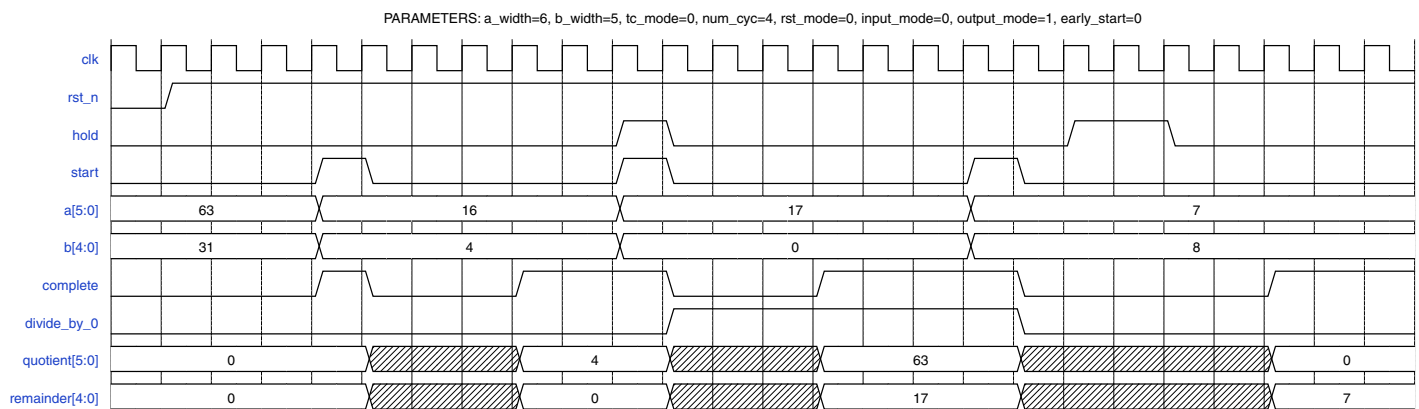 PARAMETERS: a_width=6, b_width=5, tc_mode=0, num_cyc=4, rst_mode=0, input_mode=0, output_mode=1, early_start=0
clk
rst_n
hold
start
a[5:0] 63 16 17 7
b[4:0] 31 4 0 8
complete
divide_by_0
quotient[5:0] 0 4 63 0
remainder[4:0] 0 0 17 7